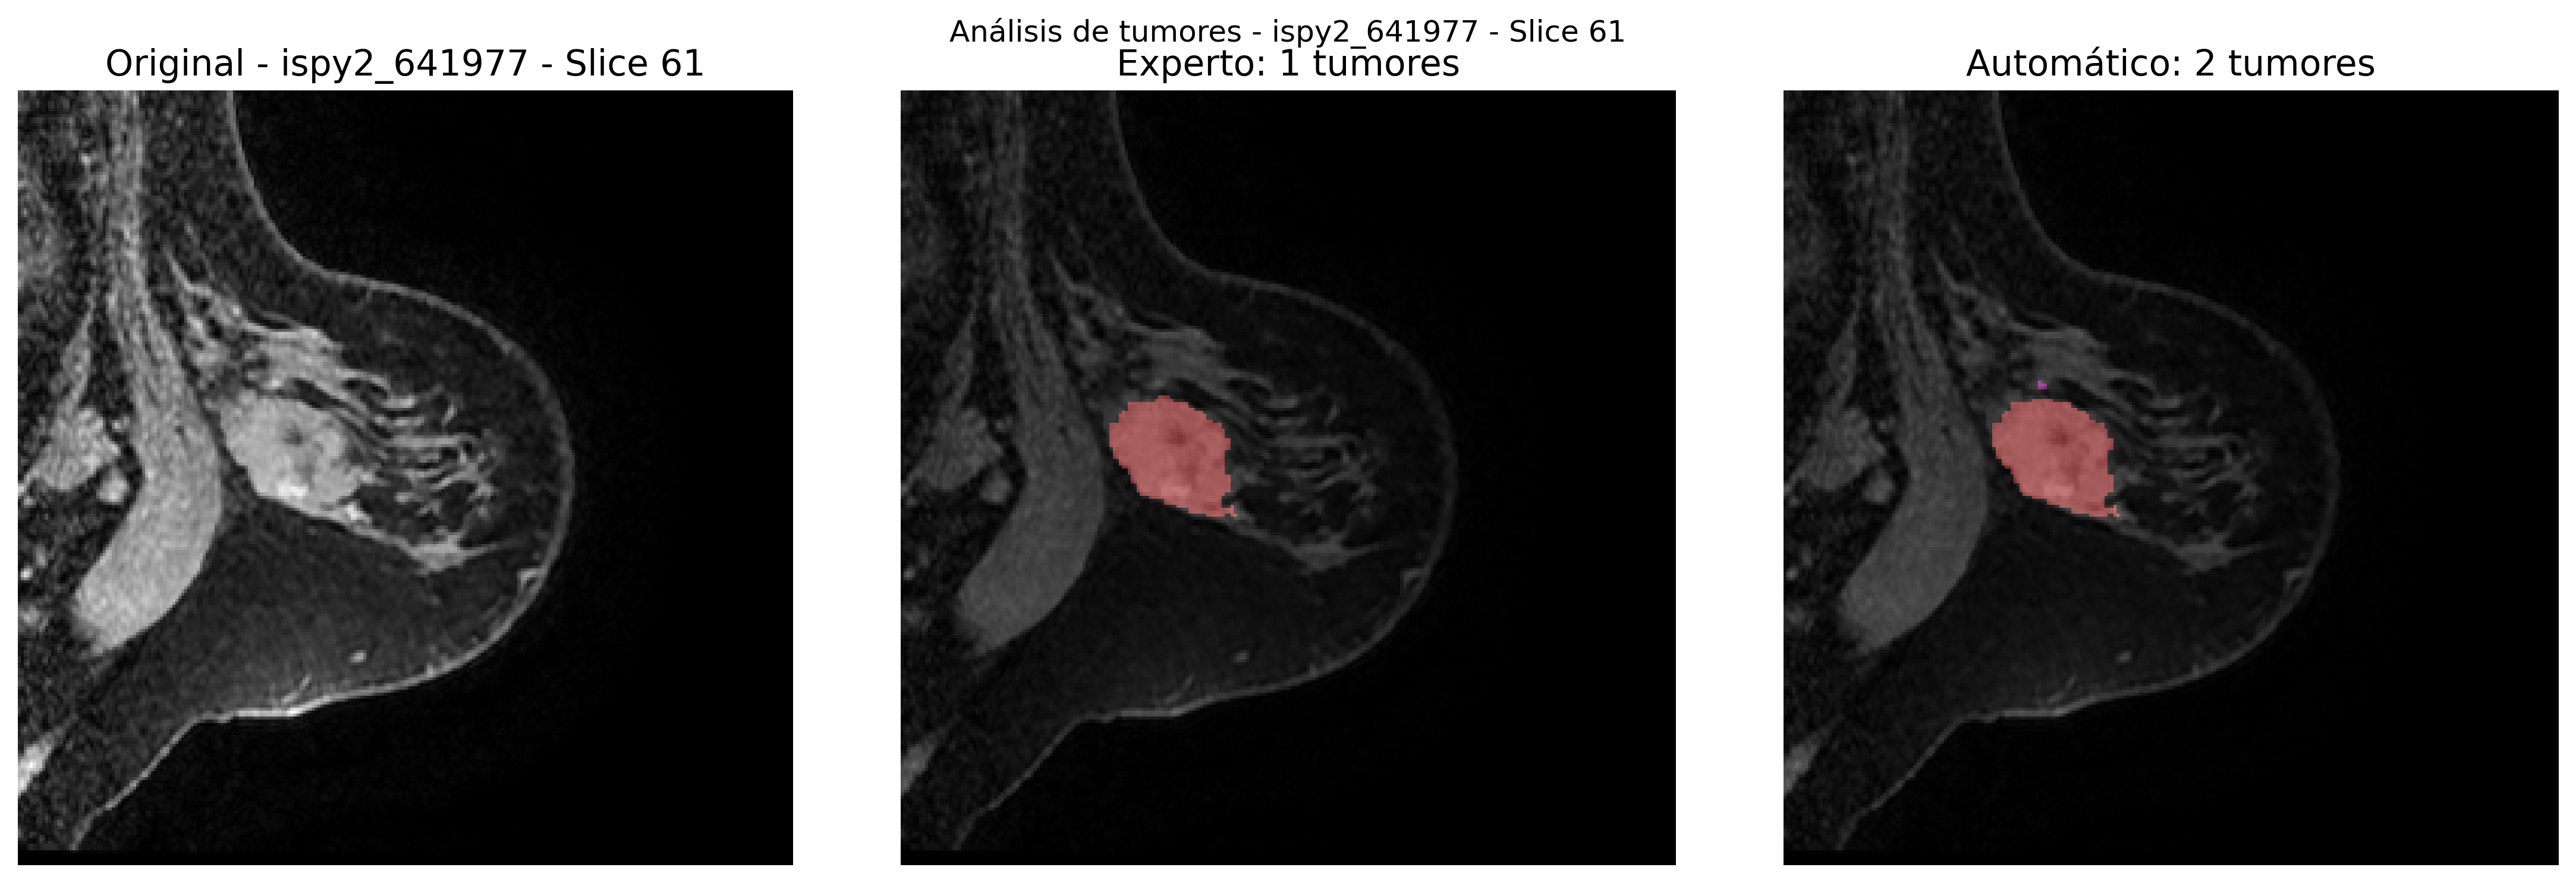 Análisis de tumores - ispy2_641977 - Slice 61
Original - ispy2_641977 - Slice 61
Experto: 1 tumores
Automático: 2 tumores